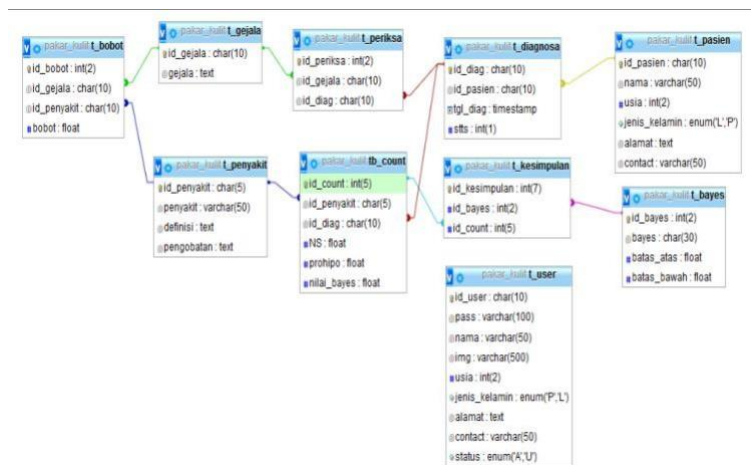 pakar_kulit t_bobot
id_bobot : int(2)
id_gejala : char(10)
id_penyakit : char(10)
bobot : float
pakar_kulit t_gejala
id_gejala : char(10)
gejala : text
pakar_kulit t_periksa
id_periksa : int(2)
id_gejala : char(10)
id_diag : char(10)
pakar_kulit t_diagnosa
id_diag : char(10)
id_pasien : char(10)
tgl_diag : timestamp
stts : int(1)
pakar_kulit t_pasien
id_pasien : char(10)
nama : varchar(50)
usia : int(2)
jenis_kelamin : enum('L','P')
alamat : text
contact : varchar(50)
pakar_kulit t_penyakit
id_penyakit : char(5)
penyakit : varchar(50)
definisi : text
pengobatan : text
pakar_kulit tb_count
id_count : int(5)
id_penyakit : char(5)
id_diag : char(10)
NS : float
prohipo : float
nilai_bayes : float
pakar_kulit t_kesimpulan
id_kesimpulan : int(7)
id_bayes : int(2)
id_count : int(5)
pakar_kulit t_bayes
id_bayes : int(2)
bayes : char(30)
batas_atas : float
batas_bawah : float
pakar_kulit t_user
id_user : char(10)
pass : varchar(100)
nama : varchar(50)
img : varchar(500)
usia : int(2)
jenis_kelamin : enum('P','L')
alamat : text
contact : varchar(50)
status : enum('A','U')